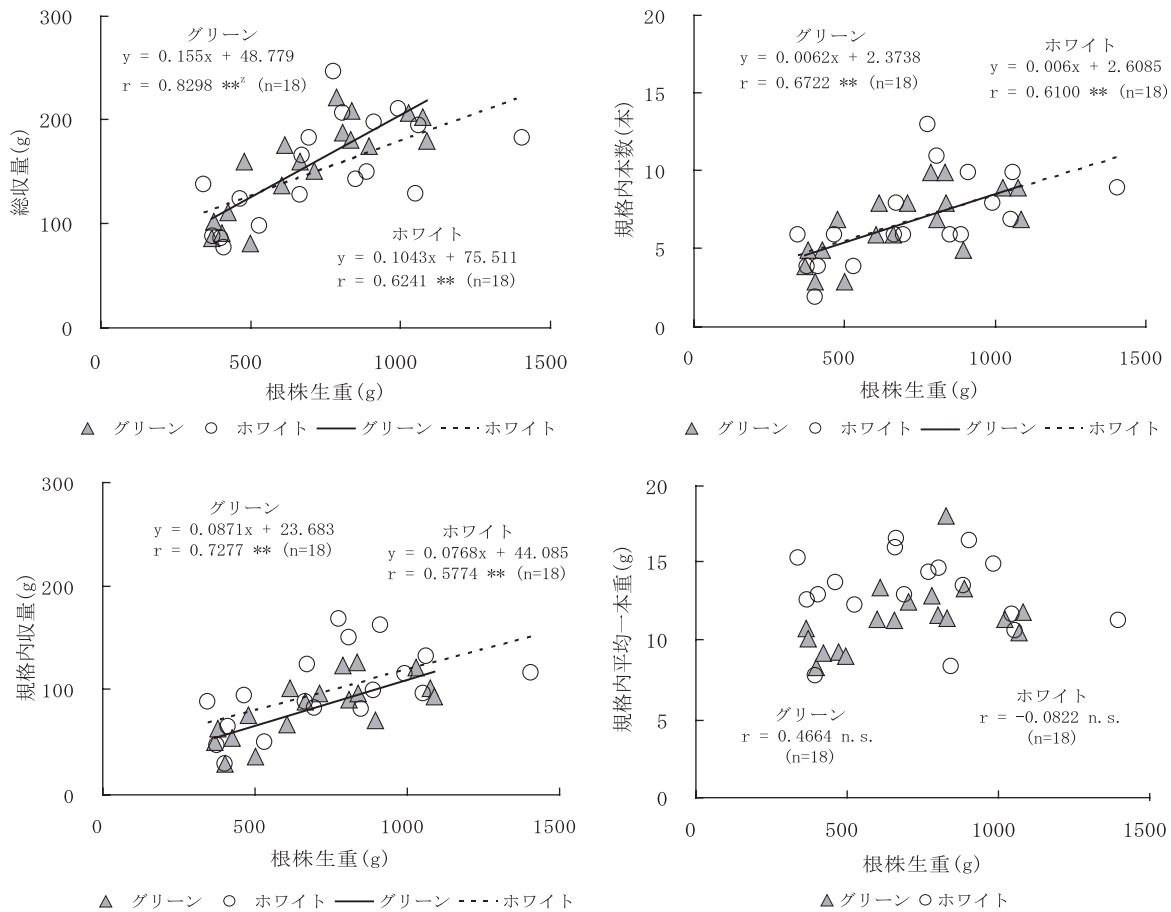 300
200
100
0
総収量(g)
グリーン
y = 0.155x + 48.779
r = 0.8298 **z (n=18)
ホワイト
y = 0.1043x + 75.511
r = 0.6241 ** (n=18)
0 500 1000 1500
根株生重(g)
グリーン ホワイト グリーン ホワイト
20
15
10
5
0
規格内本数(本)
グリーン
y = 0.0062x + 2.3738
r = 0.6722 ** (n=18)
ホワイト
y = 0.006x + 2.6085
r = 0.6100 ** (n=18)
0 500 1000 1500
根株生重(g)
グリーン ホワイト グリーン ホワイト
300
200
100
0
規格内収量(g)
グリーン
y = 0.0871x + 23.683
r = 0.7277 ** (n=18)
ホワイト
y = 0.0768x + 44.085
r = 0.5774 ** (n=18)
0 500 1000 1500
根株生重(g)
グリーン ホワイト グリーン ホワイト
20
15
10
5
0
規格内平均一本重(g)
グリーン
r = 0.4664 n.s.
(n=18)
ホワイト
r = -0.0822 n.s.
(n=18)
0 500 1000 1500
根株生重(g)
グリーン ホワイト